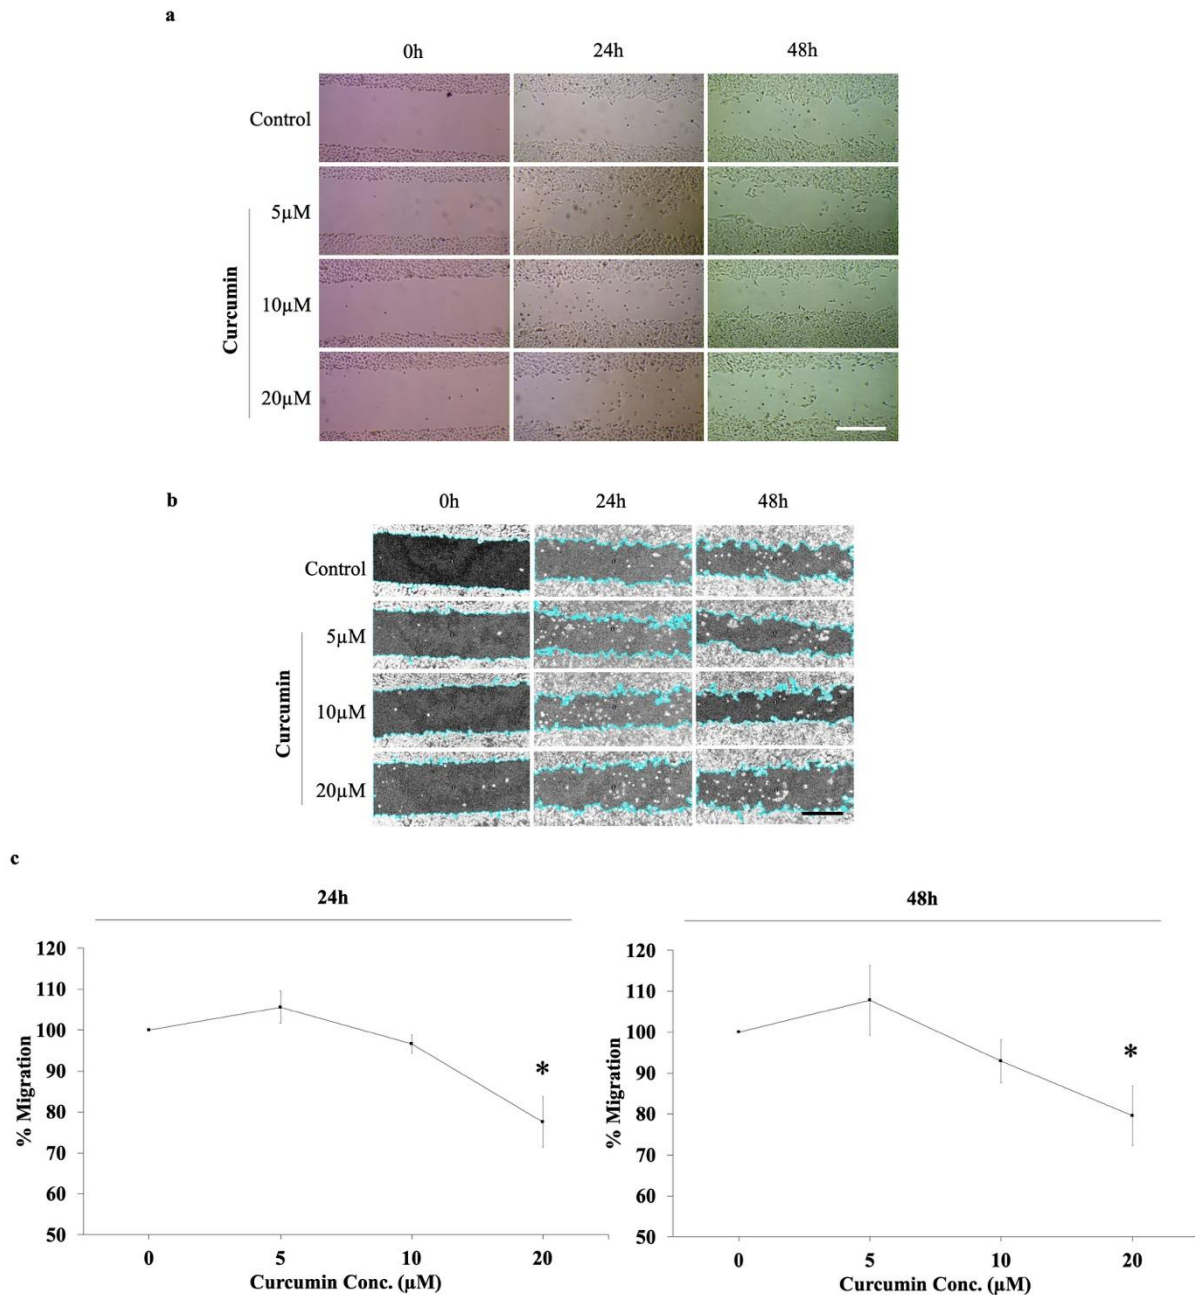 a
0h 24h 48h
Control
5µM
10µM
20µM
Curcumin
b
0h 24h 48h
Control
5µM
10µM
20µM
Curcumin
c
24h
120
110
100
90
80
70
60
50
% Migration
*
0 5 10 20
Curcumin Conc. (µM)
48h
120
110
100
90
80
70
60
50
% Migration
*
0 5 10 20
Curcumin Conc. (µM)